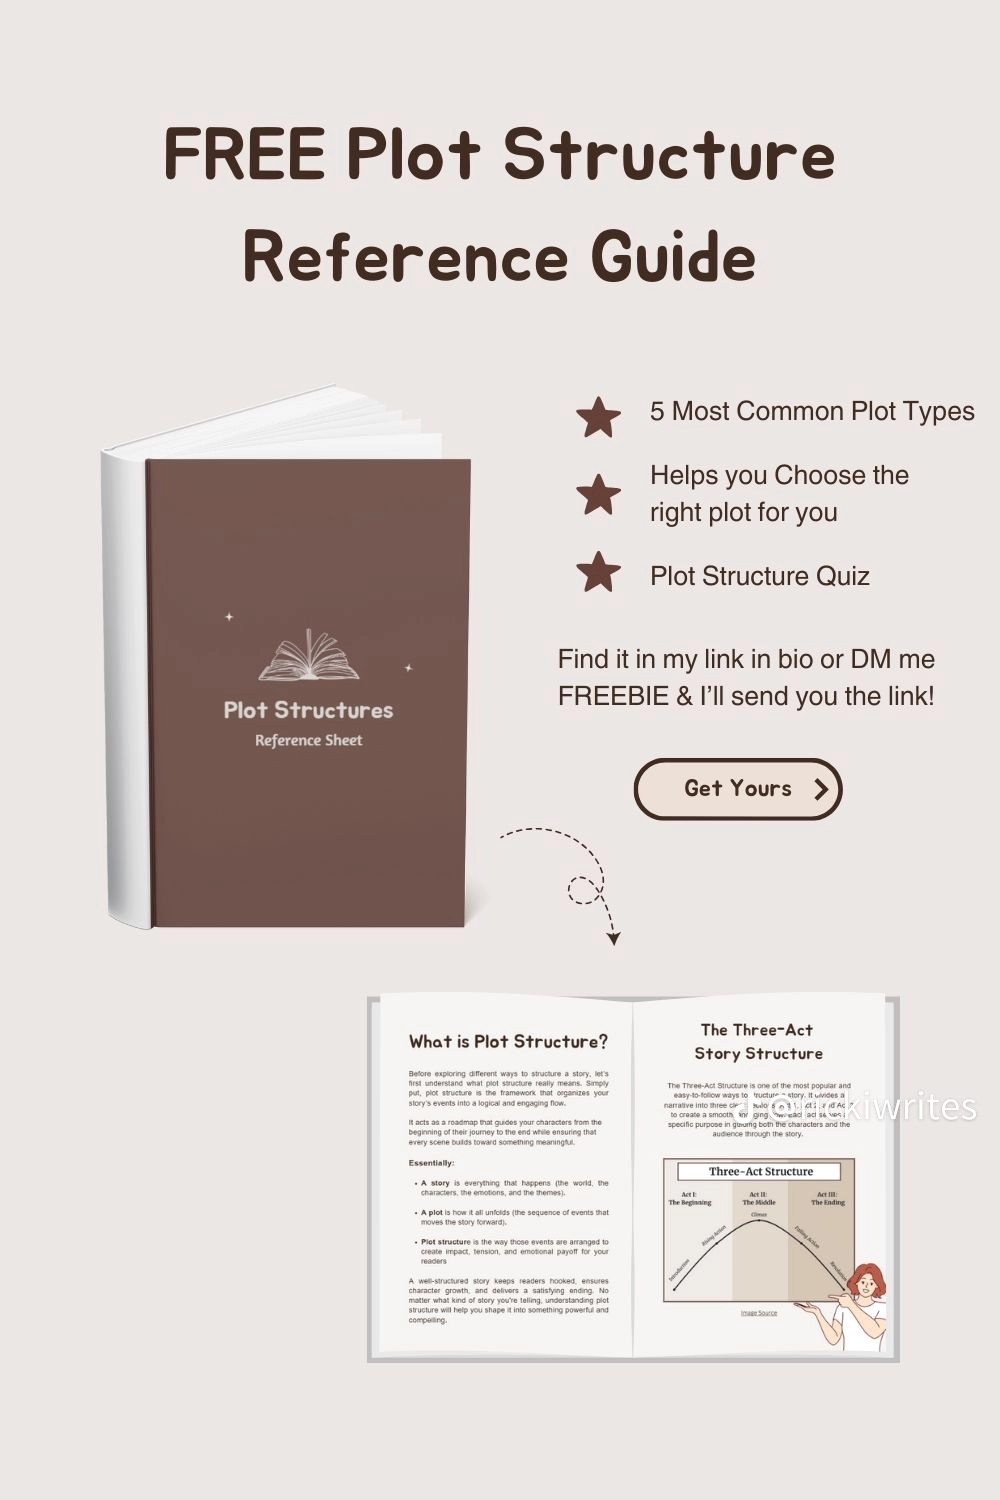 FREE Plot Structure
Reference Guide
5 Most Common Plot Types
Helps you Choose the
right plot for you
Plot Structure Quiz
Find it in my link in bio or DM me
FREEBIE & I'll send you the link!
Get Yours
Plot Structures
Reference Sheet
What is Plot Structure?
Before exploring different ways to structure a story, let's
first understand what plot structure really means. Simply
put, plot structure is the framework that organizes your
story's events into a logical and engaging flow.
It acts as a roadmap that guides your characters from the
beginning of their journey to the end while ensuring that
every scene builds toward something meaningful.
Essentially:
• A story is everything that happens (the world, the
characters, the emotions, and the themes).
• A plot is how it all unfolds (the sequence of events that
moves the story forward).
• Plot structure is the way those events are arranged to
create impact, tension, and emotional payoff for your
readers
A well-structured story keeps readers hooked, ensures
character growth, and delivers a satisfying ending. No
matter what kind of story you're telling, understanding plot
structure will help you shape it into something powerful and
compelling.
The Three-Act
Story Structure
The Three-Act Structure is one of the most popular and
easy-to-follow ways to structure a story. It divides a
narrative into three
to create a smooth,
specific purpose in guiding both the characters and the
audience through the story.
Three-Act Structure
Act I:
The Beginning
Act II:
The Middle
Act III:
The Ending
Introduction
Rising Action
Climax
Falling Action
Resolution
Image Source